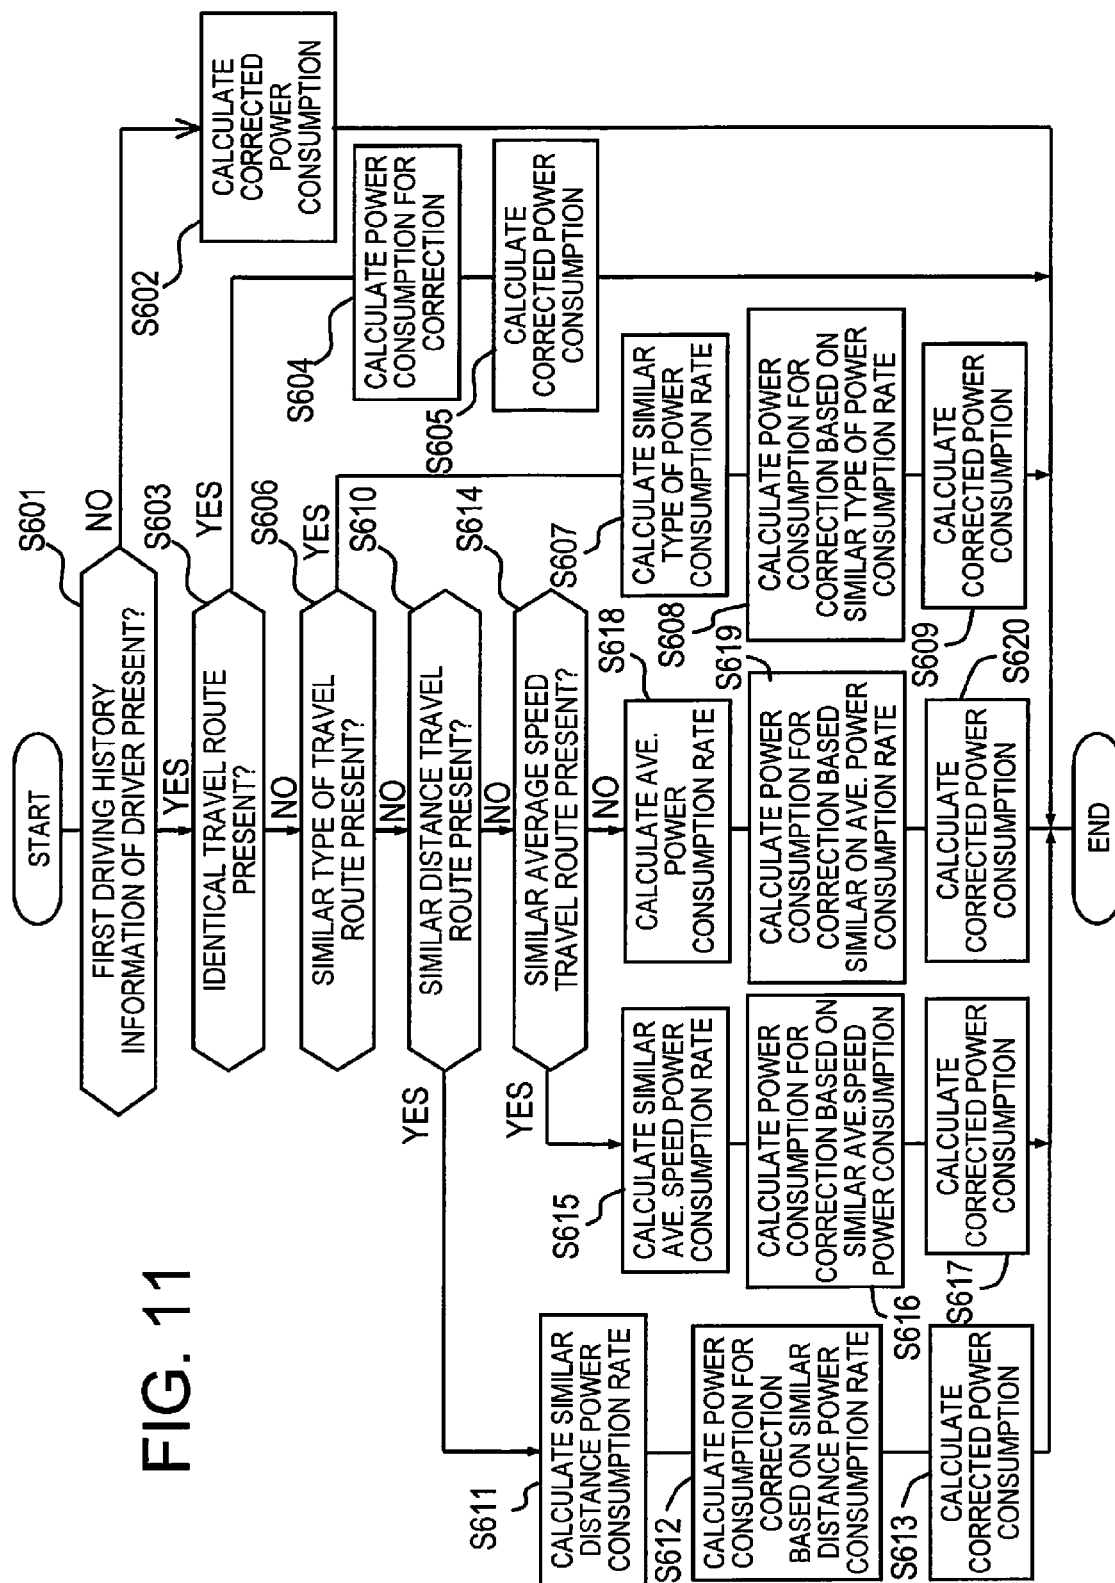 FIG. 11
START
FIRST DRIVING HISTORY
INFORMATION OF DRIVER PRESENT?
S601
NO
YES
CALCULATE
CORRECTED
POWER
CONSUMPTION
S602
IDENTICAL TRAVEL ROUTE
PRESENT?
S603
YES
NO
CALCULATE POWER
CONSUMPTION FOR
CORRECTION
S604
CALCULATE
CORRECTED POWER
CONSUMPTION
S605
SIMILAR TYPE OF TRAVEL
ROUTE PRESENT?
S606
YES
NO
CALCULATE SIMILAR
TYPE OF POWER
CONSUMPTION RATE
S607
CALCULATE POWER
CONSUMPTION FOR
CORRECTION BASED ON
SIMILAR TYPE OF POWER
CONSUMPTION RATE
S608
CALCULATE
CORRECTED POWER
CONSUMPTION
S609
SIMILAR DISTANCE TRAVEL
ROUTE PRESENT?
S610
YES
NO
CALCULATE SIMILAR
DISTANCE POWER
CONSUMPTION RATE
S611
CALCULATE POWER
CONSUMPTION FOR
CORRECTION
BASED ON SIMILAR
DISTANCE POWER
CONSUMPTION RATE
S612
CALCULATE
CORRECTED POWER
CONSUMPTION
S613
SIMILAR AVERAGE SPEED
TRAVEL ROUTE PRESENT?
S614
YES
NO
CALCULATE SIMILAR
AVE. SPEED POWER
CONSUMPTION RATE
S615
CALCULATE POWER
CONSUMPTION FOR
CORRECTION BASED ON
SIMILAR AVE.SPEED
POWER CONSUMPTION
S616
CALCULATE
CORRECTED POWER
CONSUMPTION
S617
CALCULATE AVE.
POWER
CONSUMPTION RATE
S618
CALCULATE POWER
CONSUMPTION FOR
CORRECTION BASED
SIMILAR ON AVE. POWER
CONSUMPTION RATE
S619
CALCULATE
CORRECTED POWER
CONSUMPTION
S620
END